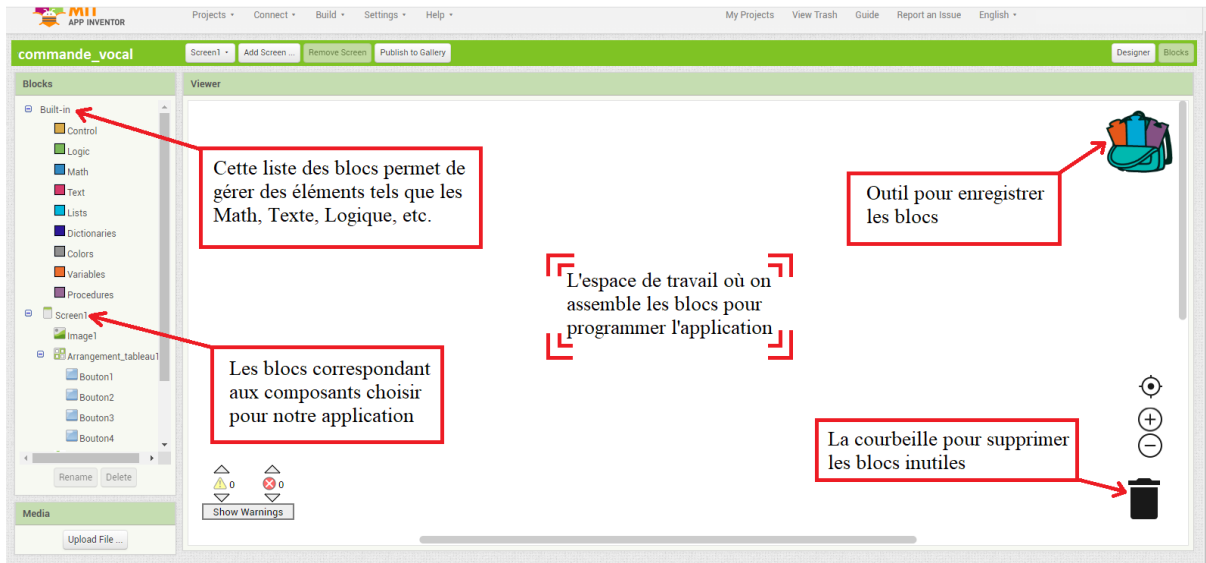 MIT
APP INVENTOR
Projects Connect Build Settings Help My Projects View Trash Guide Report an Issue English
commande_vocal Screen1 Add Screen ... Remove Screen Publish to Gallery Designer Blocks
Blocks
Viewer
Built-in
Control
Logic
Math
Text
Lists
Dictionaries
Colors
Variables
Procedures
Screen1
Image1
Arrangement_tableau1
Bouton1
Bouton2
Bouton3
Bouton4
Rename Delete
Media
Upload File ...
Cette liste des blocs permet de
gérer des éléments tels que les
Math, Texte, Logique, etc.
Outil pour enregistrer
les blocs
L'espace de travail où on
assemble les blocs pour
programmer l'application
Les blocs correspondant
aux composants choisir
pour notre application
La courbeille pour supprimer
les blocs inutiles
0 0
Show Warnings